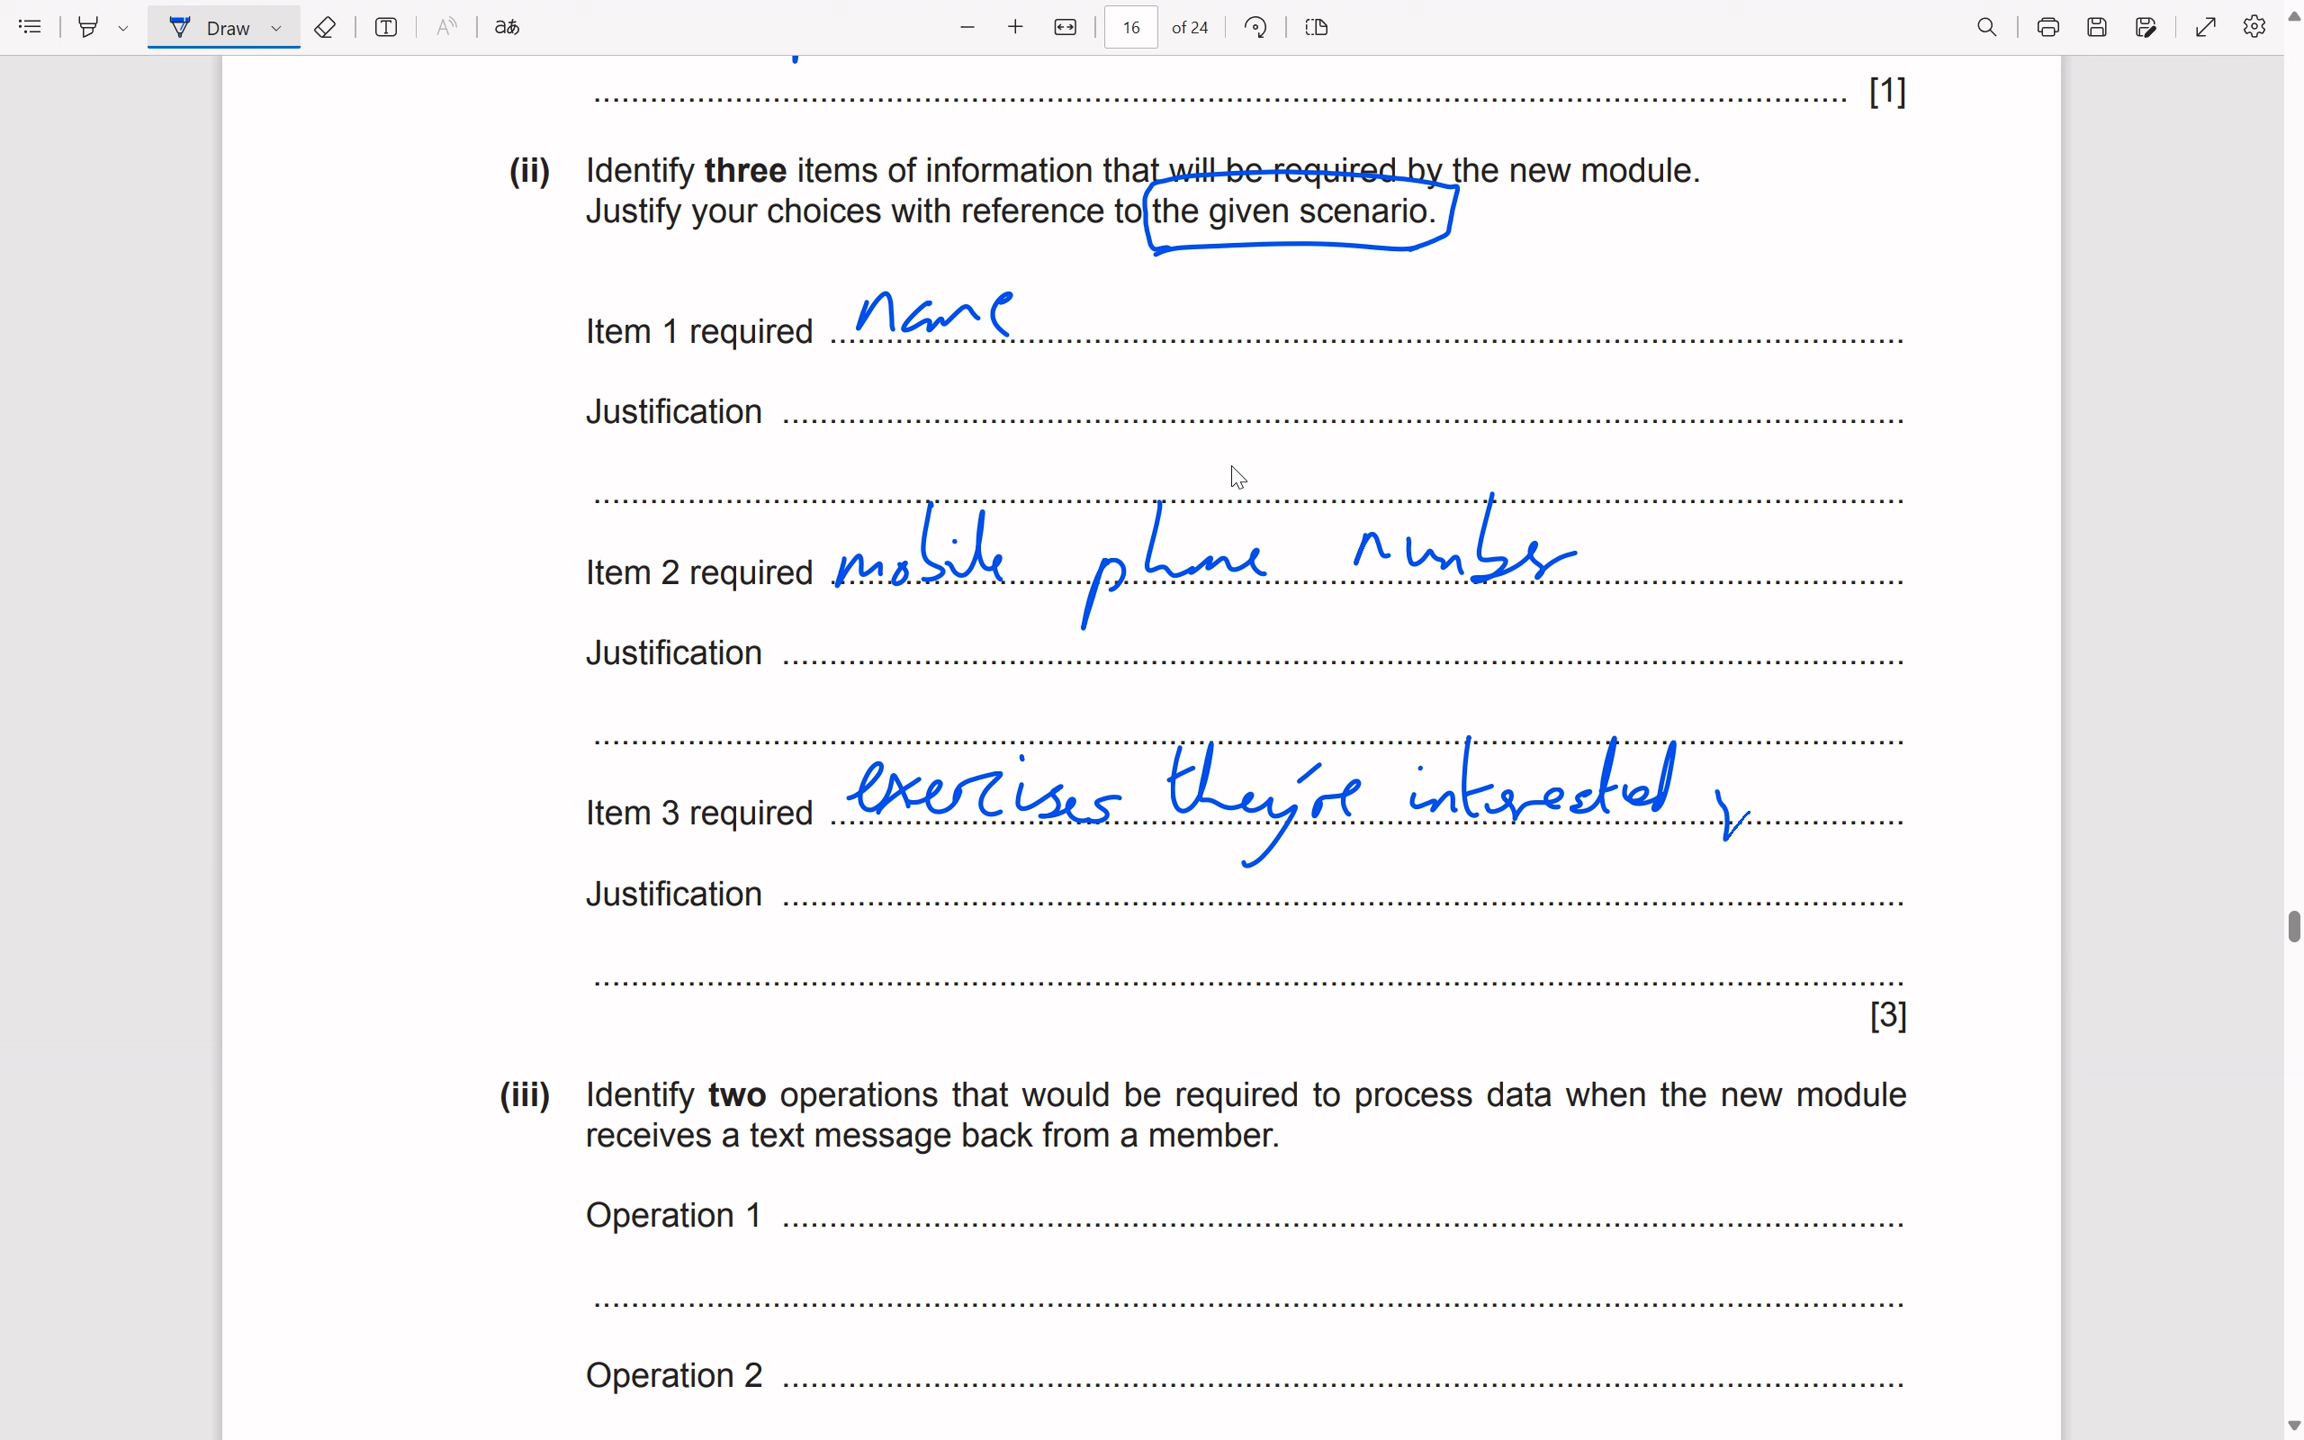 Draw
aあ
16 of 24
[1]
(ii) Identify three items of information that will be required by the new module.
Justify your choices with reference to the given scenario.
Item 1 required name
Justification
Item 2 required mobile phone number
Justification
Item 3 required exercises they're interested
Justification
[3]
(iii) Identify two operations that would be required to process data when the new module
receives a text message back from a member.
Operation 1
Operation 2